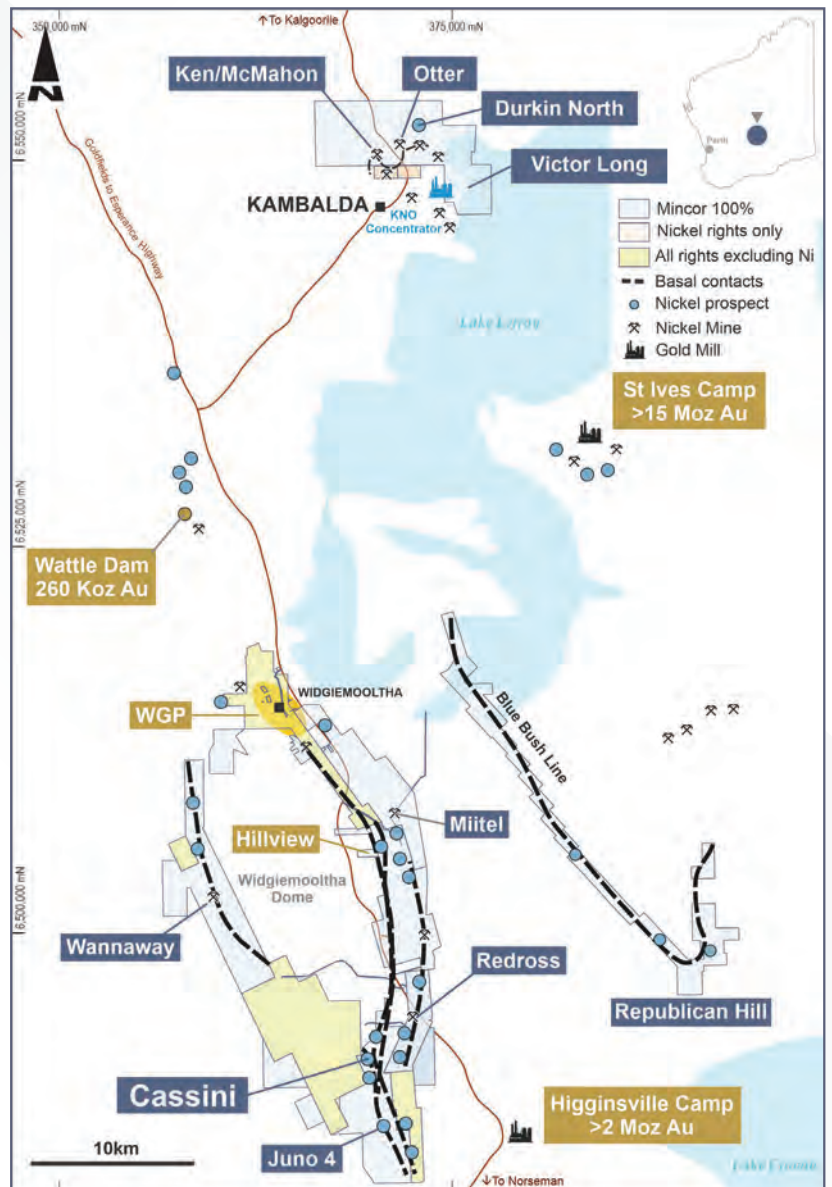 350,000 mN
↑To Kalgoorlie
375,000 mN
N
Ken/McMahon
Otter
Durkin North
Victor Long
Perth
6,550,000 mN
Goldfields to Esperance Highway
KAMBALDA
KNO
Concentrator
Mincor 100%
Nickel rights only
All rights excluding Ni
Basal contacts
Nickel prospect
Nickel Mine
Gold Mill
Lake Lefroy
St Ives Camp
>15 Moz Au
6,525,000 mN
Wattle Dam
260 Koz Au
WIDGIEMOOLTHA
WGP
Blue Bush Line
Miitel
Hillview
Widgiemooltha
Dome
6,500,000 mN
Wannaway
Redross
Republican Hill
Cassini
Higginsville Camp
>2 Moz Au
Juno 4
10km
Lake Cowan
↓To Norseman